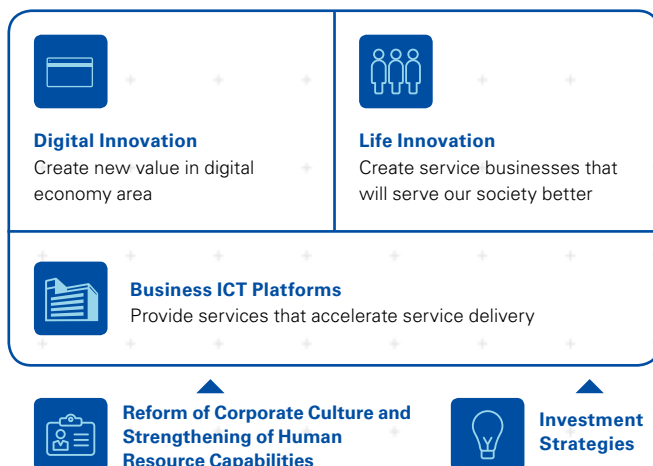 Digital Innovation
Create new value in digital
economy area
Life Innovation
Create service businesses that
will serve our society better
Business ICT Platforms
Provide services that accelerate service delivery
Reform of Corporate Culture and
Strengthening of Human
Resource Capabilities
Investment
Strategies